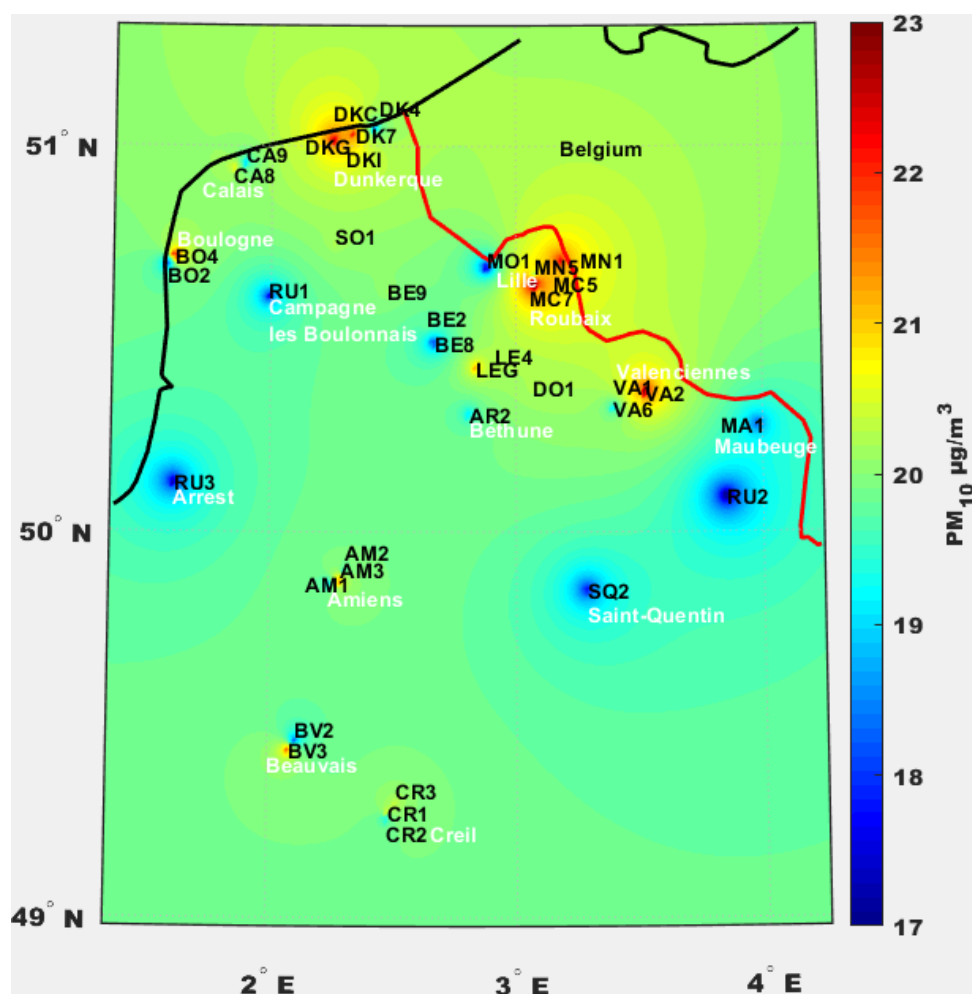 23
22
21
20
19
18
17
PM10 µg/m3
51° N
50° N
49° N
2° E
3° E
4° E
DKC
DK4
DKG
DK7
DKI
Dunkerque
Belgium
CA9
CA8
Calais
Boulogne
BO4
BO2
SO1
RU1
Campagne
les Boulonnais
BE9
BE2
BE8
MO1
Lille
MN5
MN1
MC5
MC7
Roubaix
LE4
LEG
DO1
Valenciennes
VA1
VA2
VA6
AR2
Bethune
MA1
Maubeuge
RU3
Arrest
RU2
AM2
AM3
AM1
Amiens
SQ2
Saint-Quentin
BV2
BV3
Beauvais
CR3
CR1
CR2
Creil